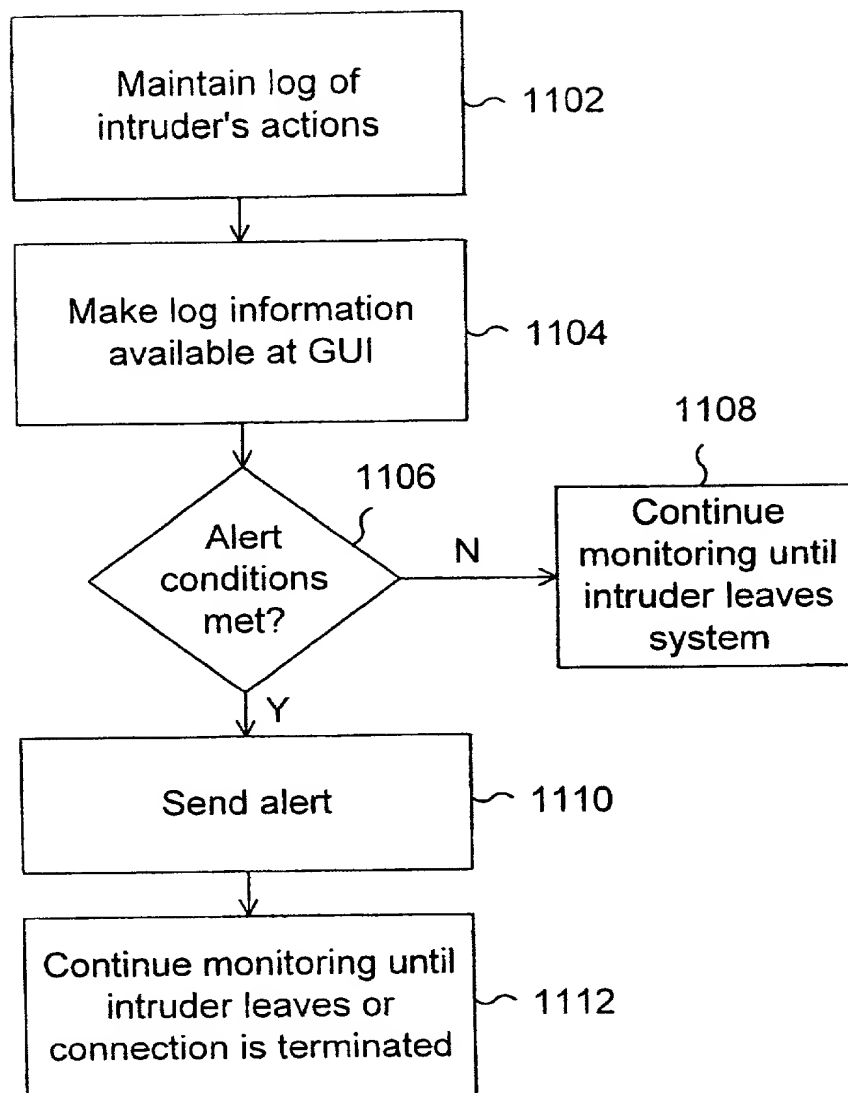 Maintain log of
intruder's actions
1102
Make log information
available at GUI
1104
1106
Alert
conditions
met?
N
1108
Continue
monitoring until
intruder leaves
system
Y
Send alert
1110
Continue monitoring until
intruder leaves or
connection is terminated
1112